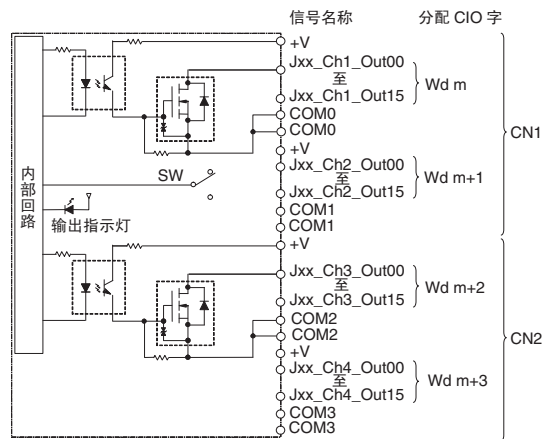 信号名称 分配 CIO 字
+V
Jxx_Ch1_Out00
至
Jxx_Ch1_Out15
Wd m
COM0
COM0
+V
Jxx_Ch2_Out00
至
Jxx_Ch2_Out15
Wd m+1
COM1
COM1
CN1
+V
Jxx_Ch3_Out00
至
Jxx_Ch3_Out15
Wd m+2
COM2
COM2
+V
Jxx_Ch4_Out00
至
Jxx_Ch4_Out15
Wd m+3
COM3
COM3
CN2
内部回路
SW
输出指示灯